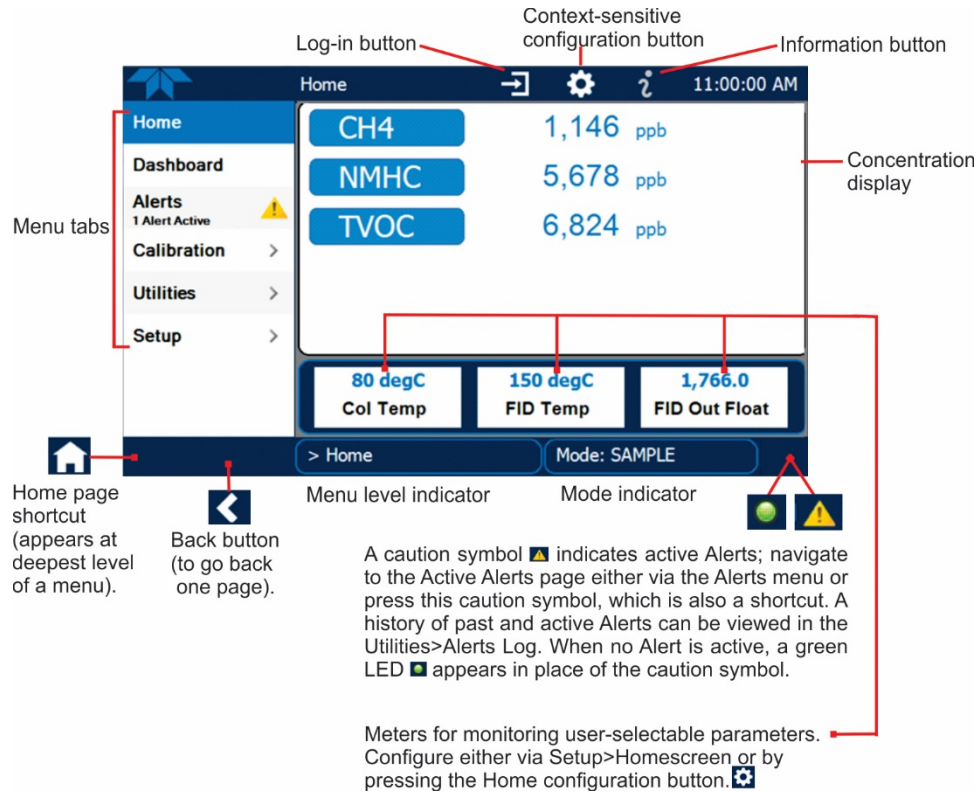 Context-sensitive
configuration button
Log-in button
Information button
Home
11:00:00 AM
Home
Dashboard
Alerts
1 Alert Active
Calibration
Utilities
Setup
Menu tabs
CH4 1,146 ppb
NMHC 5,678 ppb
TVOC 6,824 ppb
Concentration
display
80 degC
Col Temp
150 degC
FID Temp
1,766.0
FID Out Float
> Home
Mode: SAMPLE
Home page
shortcut
(appears at
deepest level
of a menu).
Back button
(to go back
one page).
Menu level indicator
Mode indicator
A caution symbol indicates active Alerts; navigate
to the Active Alerts page either via the Alerts menu or
press this caution symbol, which is also a shortcut. A
history of past and active Alerts can be viewed in the
Utilities>Alerts Log. When no Alert is active, a green
LED appears in place of the caution symbol.
Meters for monitoring user-selectable parameters.
Configure either via Setup>Homescreen or by
pressing the Home configuration button.